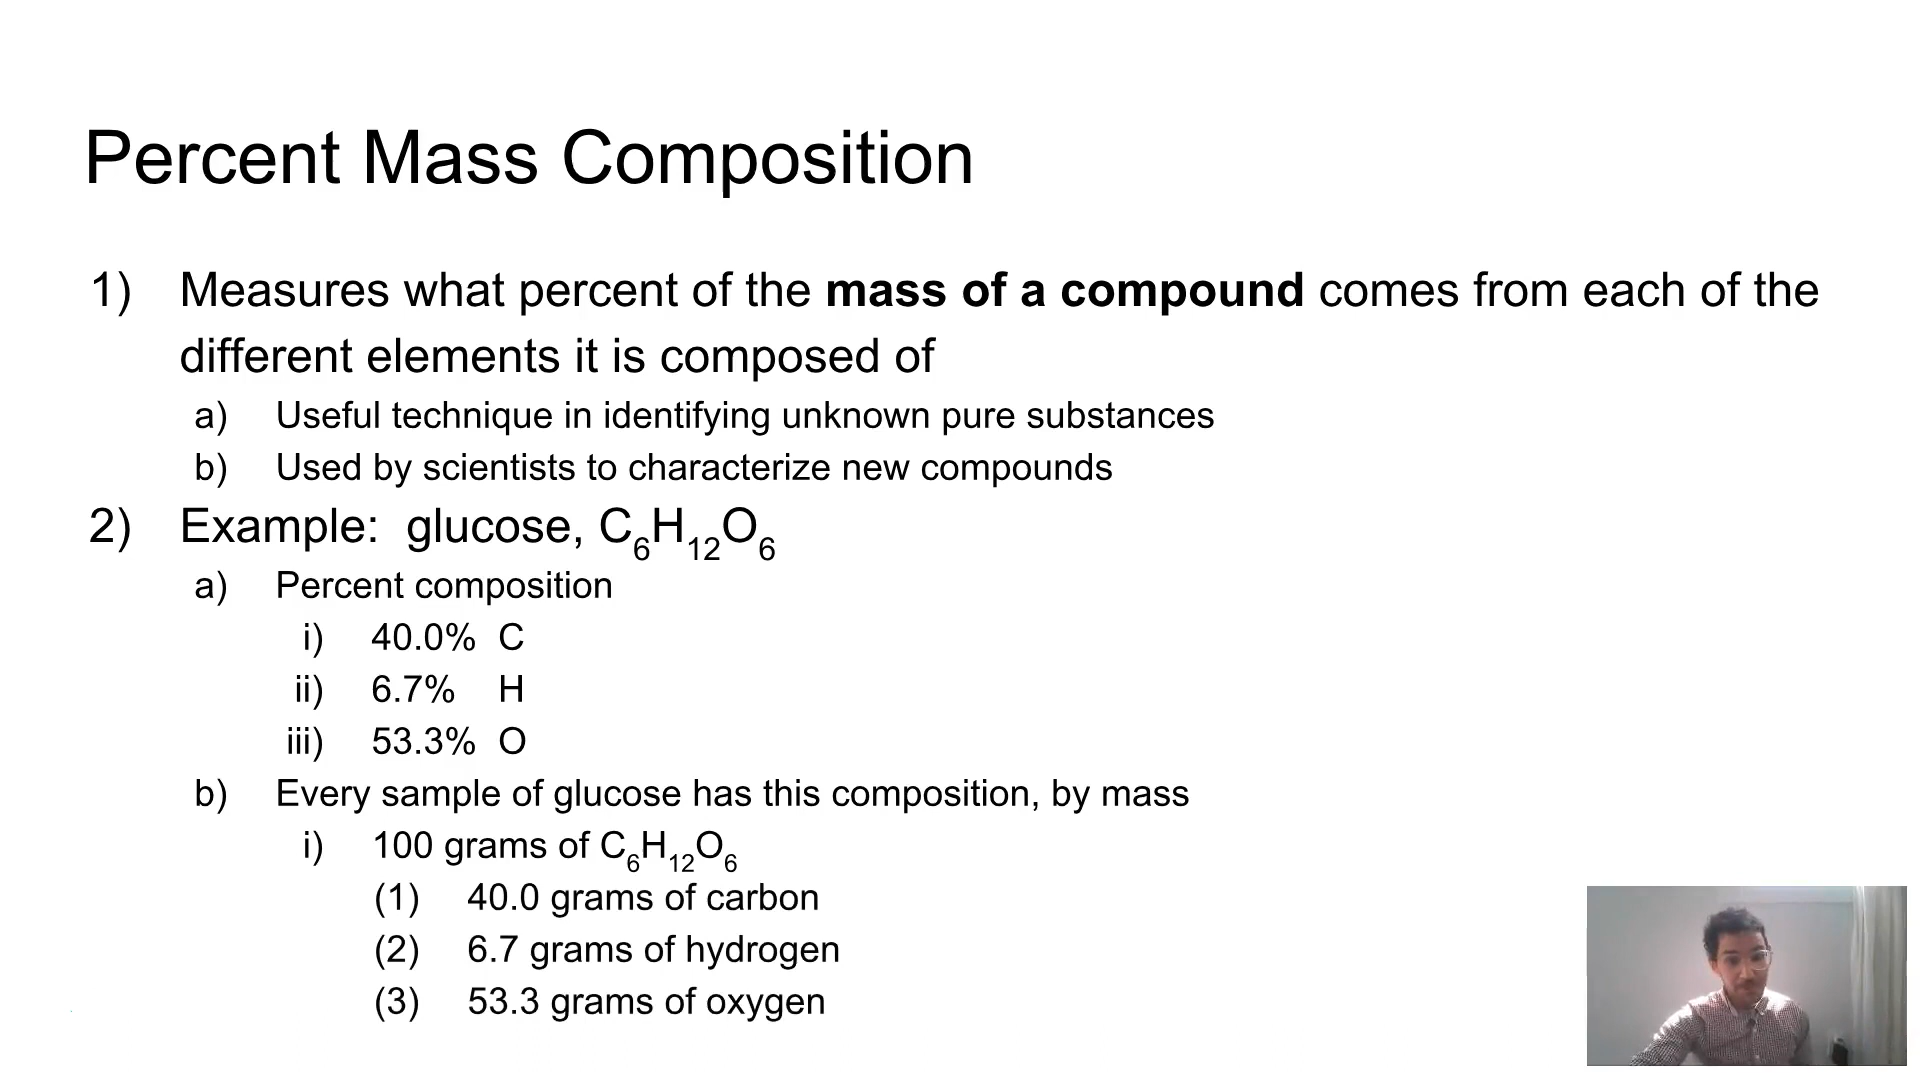 Percent Mass Composition
1) Measures what percent of the mass of a compound comes from each of the
different elements it is composed of
a) Useful technique in identifying unknown pure substances
b) Used by scientists to characterize new compounds
2) Example: glucose, C₆H₁₂O₆
a) Percent composition
i) 40.0% C
ii) 6.7% H
iii) 53.3% O
b) Every sample of glucose has this composition, by mass
i) 100 grams of C₆H₁₂O₆
(1) 40.0 grams of carbon
(2) 6.7 grams of hydrogen
(3) 53.3 grams of oxygen